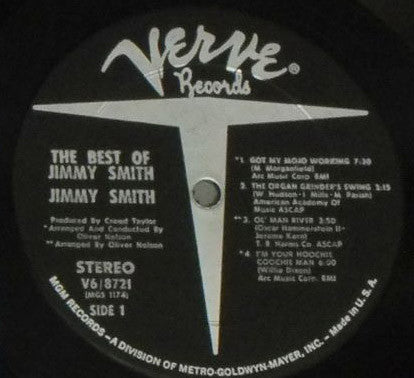 Verve®
Records
THE BEST OF
JIMMY SMITH
JIMMY SMITH
Produced by Creed Taylor
*Arranged And Conducted By
Oliver Nelson
**Arranged By Oliver Nelson
STEREO
V6/8721
(MGS 1174)
SIDE 1
*1. GOT MY MOJO WORKING 7:30
(M. Morganfield)
Arc Music Corp. BMI
2. THE ORGAN GRINDER'S SWING 2:15
(W. Hudson-I. Mills-M. Parish)
American Academy Of
Music ASCAP
**3. OL' MAN RIVER 3:50
(Oscar Hammerstein II-
Jerome Kern)
T. B. Harms Co. ASCAP
*4. I'M YOUR HOOCHIE
COOCHIE MAN 6:00
(Willie Dixon)
Arc Music Corp. BMI
MGM RECORDS—A DIVISION OF METRO-GOLDWYN-MAYER, INC.—Made in U.S.A.